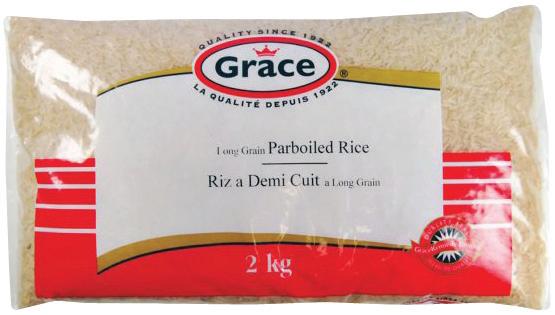 QUALITY SINCE 1922
Grace®
LA QUALITÉ DEPUIS 1922
Long Grain Parboiled Rice
Riz a Demi Cuit a Long Grain
2 kg